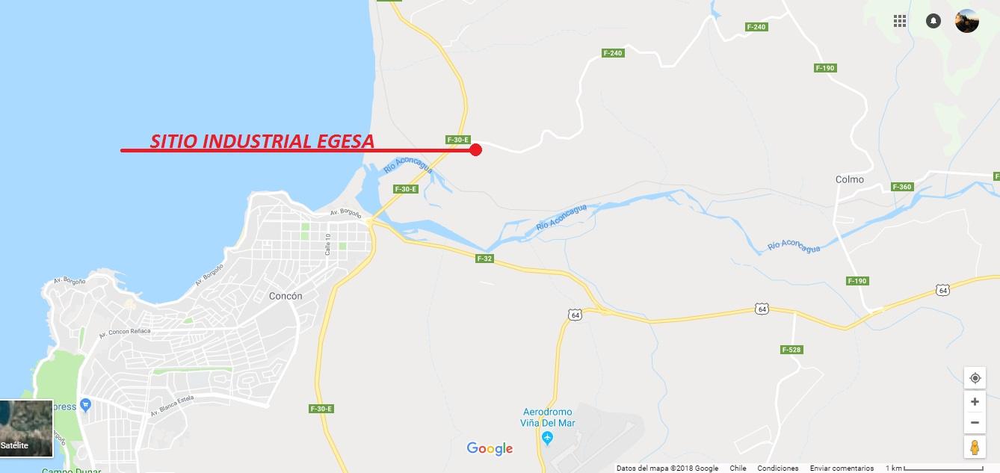 F-240
F-240
F-190
SITIO INDUSTRIAL EGESA
F-30-E
Río Aconcagua
F-30-E
Colmo
F-360
Av. Borgoño
Río Aconcagua
Río Aconcagua
Calle 10
F-32
Av. Borgoño
Av. Borgoño
F-190
64
Concón
64
64
Av. Concon Reñaca
F-528
press
Av. Blanca Estela
F-30-E
Aerodromo
Viña Del Mar
Satélite
Google
Campo Dunar
Datos del mapa ©2018 Google Chile Condiciones Enviar comentarios 1 km